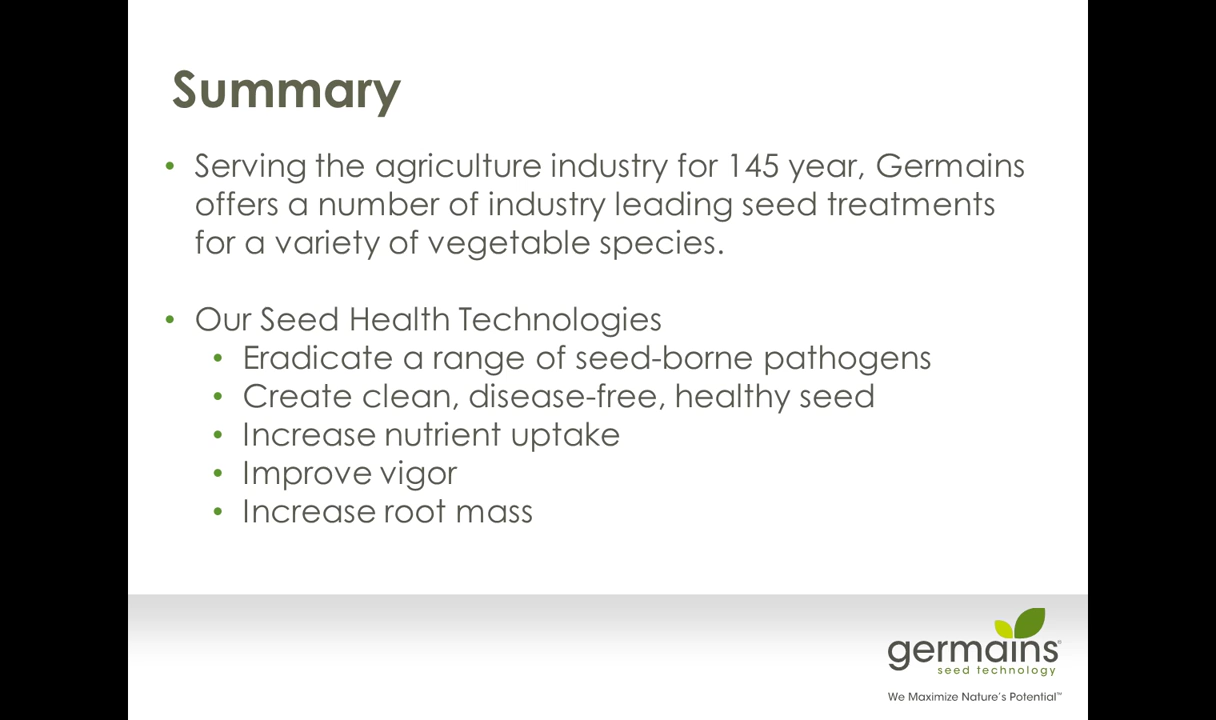 Summary
• Serving the agriculture industry for 145 year, Germains
offers a number of industry leading seed treatments
for a variety of vegetable species.
• Our Seed Health Technologies
• Eradicate a range of seed-borne pathogens
• Create clean, disease-free, healthy seed
• Increase nutrient uptake
• Improve vigor
• Increase root mass
germains®
seed technology
We Maximize Nature's Potential™